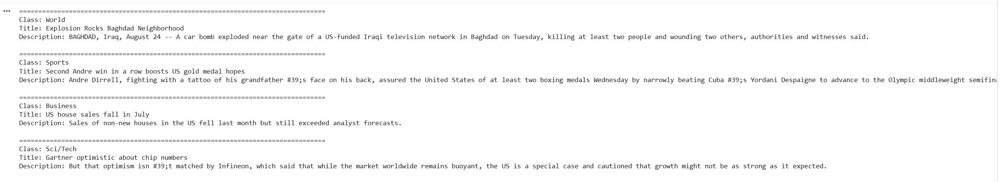 ================================================================================
Class: World
Title: Explosion Rocks Baghdad Neighborhood
Description: BAGHDAD, Iraq, August 24 -- A car bomb exploded near the gate of a US-funded Iraqi television network in Baghdad on Tuesday, killing at least two people and wounding two others, authorities and witnesses said.
================================================================================
Class: Sports
Title: Second Andre win in a row boosts US gold medal hopes
Description: Andre Dirrell, fighting with a tattoo of his grandfather #39;s face on his back, assured the United States of at least two boxing medals Wednesday by narrowly beating Cuba #39;s Yordani Despaigne to advance to the Olympic middleweight
================================================================================
Class: Business
Title: US house sales fall in July
Description: Sales of non-new houses in the US fell last month but still exceeded analyst forecasts.
================================================================================
Class: Sci/Tech
Title: Gartner optimistic about chip numbers
Description: But that optimism isn #39;t matched by Infineon, which said that while the market worldwide remains buoyant, the US is a special case and cautioned that growth might not be as strong as it expected.